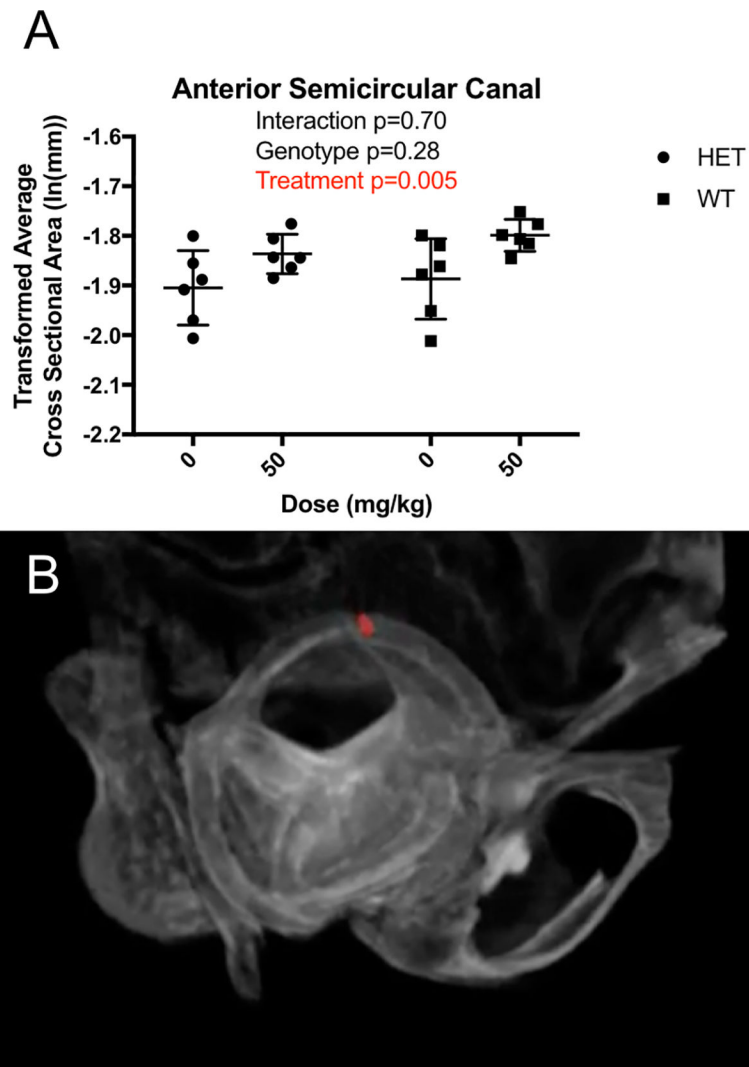 A
Anterior Semicircular Canal
Interaction p=0.70
Genotype p=0.28
Treatment p=0.005
HET
WT
Transformed Average
Cross Sectional Area (ln(mm))
-1.6
-1.7
-1.8
-1.9
-2.0
-2.1
-2.2
0
50
0
50
Dose (mg/kg)
B